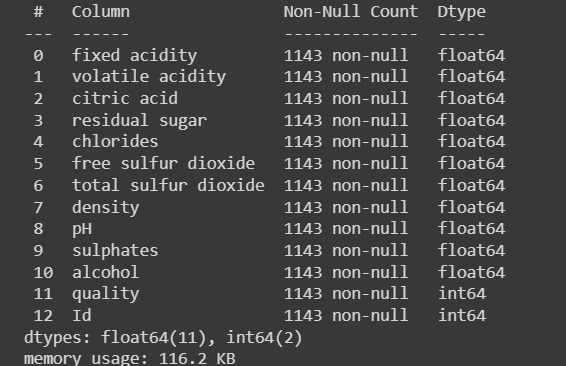 #   Column                Non-Null Count  Dtype
---  ------                --------------  -----
 0   fixed acidity         1143 non-null   float64
 1   volatile acidity      1143 non-null   float64
 2   citric acid           1143 non-null   float64
 3   residual sugar        1143 non-null   float64
 4   chlorides             1143 non-null   float64
 5   free sulfur dioxide   1143 non-null   float64
 6   total sulfur dioxide  1143 non-null   float64
 7   density               1143 non-null   float64
 8   pH                    1143 non-null   float64
 9   sulphates             1143 non-null   float64
 10  alcohol               1143 non-null   float64
 11  quality               1143 non-null   int64
 12  Id                    1143 non-null   int64
dtypes: float64(11), int64(2)
memory usage: 116.2 KB